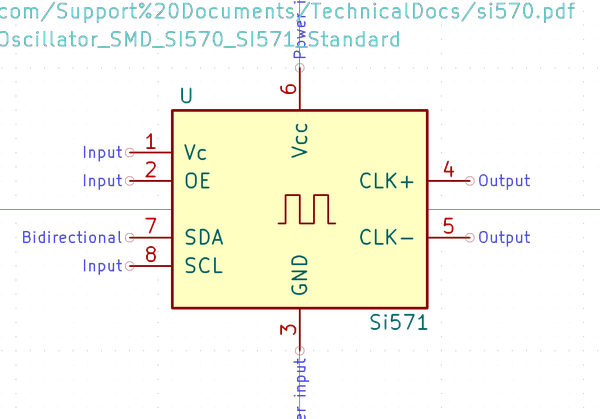 com/Support%20Documents/TechnicalDocs/si570.pdf
Oscillator_SMD_SI570_SI571_Standard
Power i
6
U
Vcc
Input 1 Vc
Input 2 OE
CLK+ 4 Output
Bidirectional 7 SDA
CLK- 5 Output
Input 8 SCL
GND
Si571
3
er input